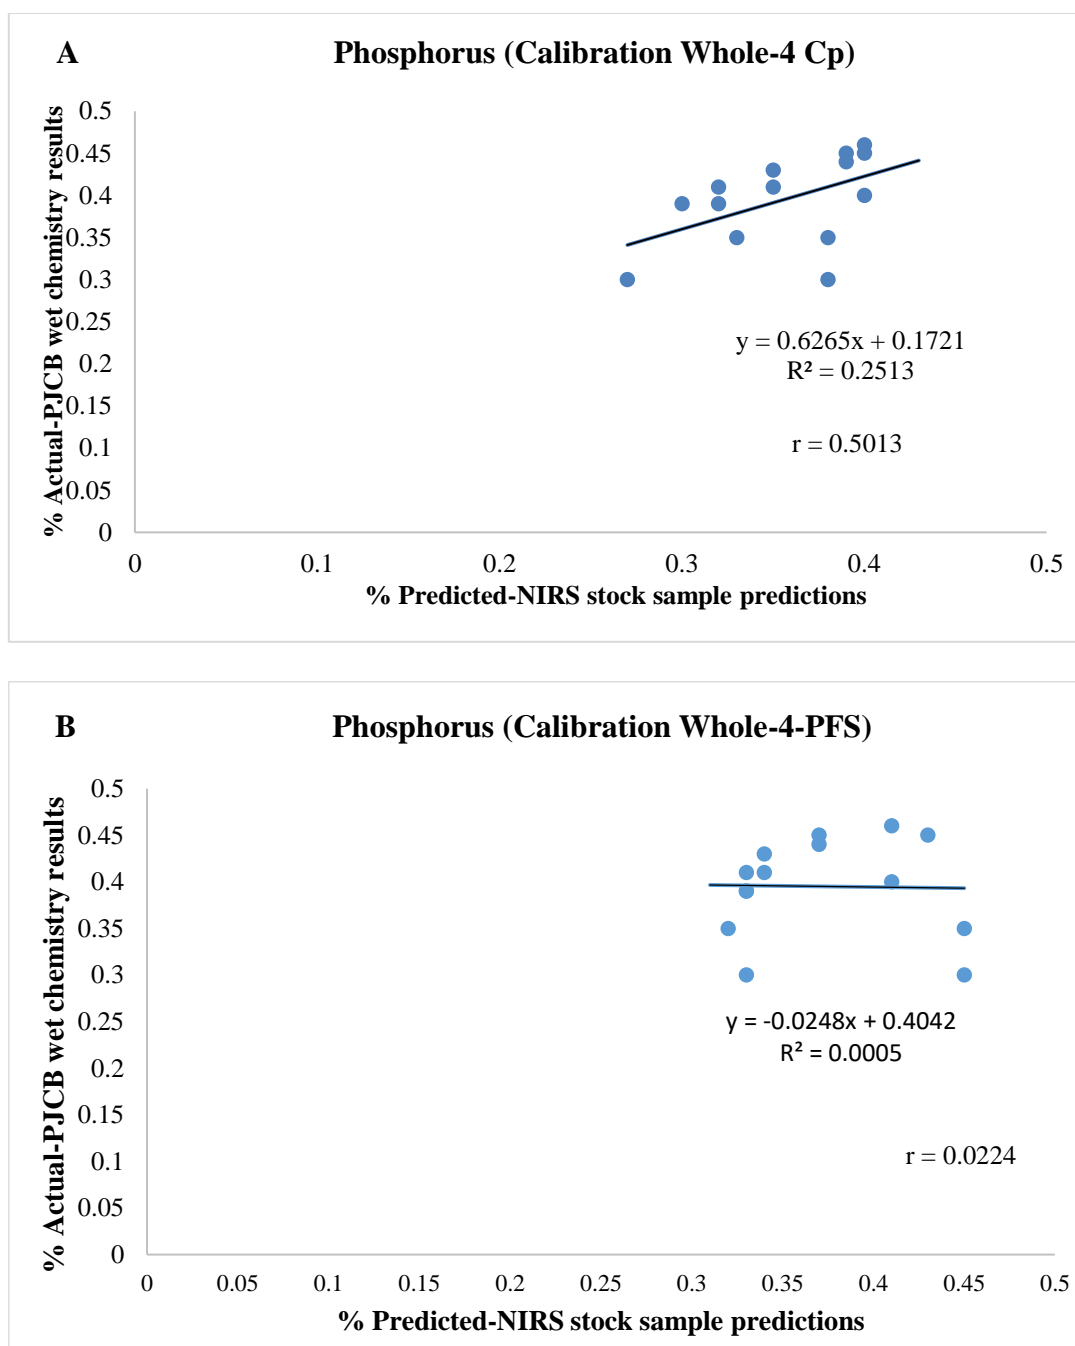 A
Phosphorus (Calibration Whole-4 Cp)
% Actual-PJCB wet chemistry results
0.5
0.45
0.4
0.35
0.3
0.25
0.2
0.15
0.1
0.05
0
y = 0.6265x + 0.1721
R² = 0.2513
r = 0.5013
0 0.1 0.2 0.3 0.4 0.5
% Predicted-NIRS stock sample predictions
B
Phosphorus (Calibration Whole-4-PFS)
% Actual-PJCB wet chemistry results
0.5
0.45
0.4
0.35
0.3
0.25
0.2
0.15
0.1
0.05
0
y = -0.0248x + 0.4042
R² = 0.0005
r = 0.0224
0 0.05 0.1 0.15 0.2 0.25 0.3 0.35 0.4 0.45 0.5
% Predicted-NIRS stock sample predictions